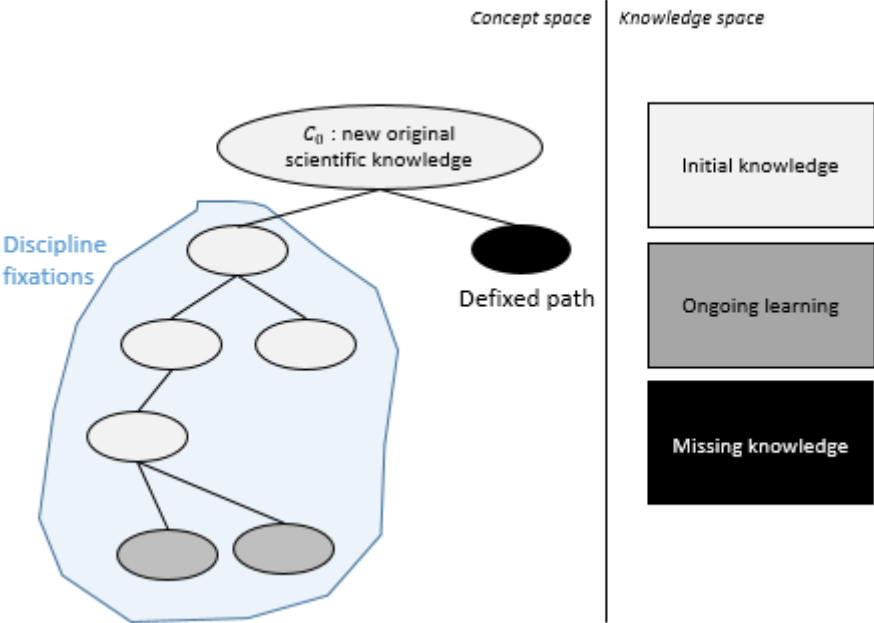 Concept space
Knowledge space
C₀ : new original
scientific knowledge
Initial knowledge
Discipline
fixations
Defixed path
Ongoing learning
Missing knowledge